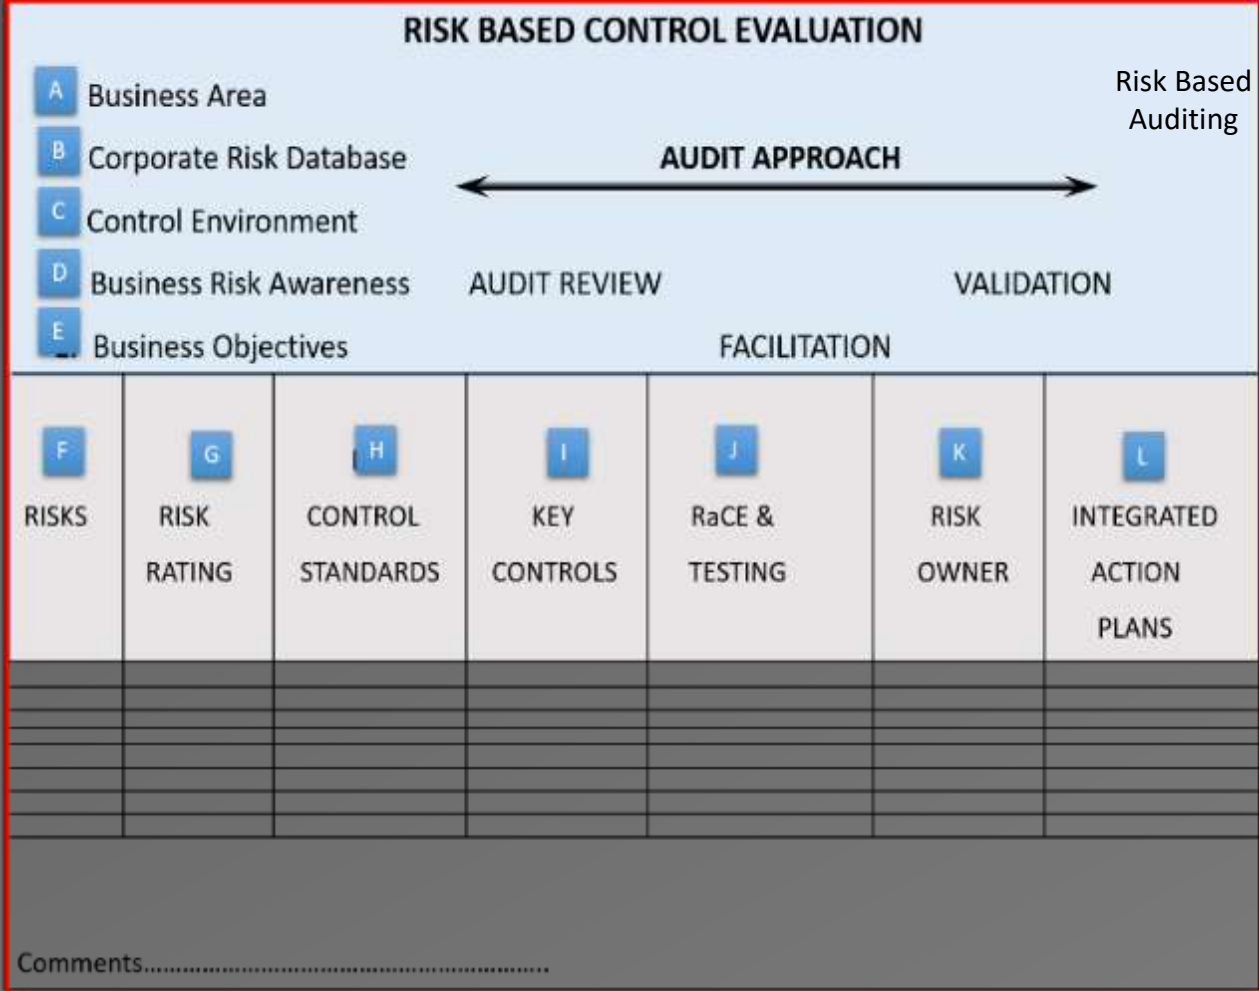 RISK BASED CONTROL EVALUATION
Risk Based
Auditing
A Business Area
B Corporate Risk Database
AUDIT APPROACH
C Control Environment
D Business Risk Awareness
AUDIT REVIEW
VALIDATION
E Business Objectives
FACILITATION
F
RISKS
G
RISK
RATING
H
CONTROL
STANDARDS
I
KEY
CONTROLS
J
RaCE &
TESTING
K
RISK
OWNER
L
INTEGRATED
ACTION
PLANS
Comments……………………………………………………..